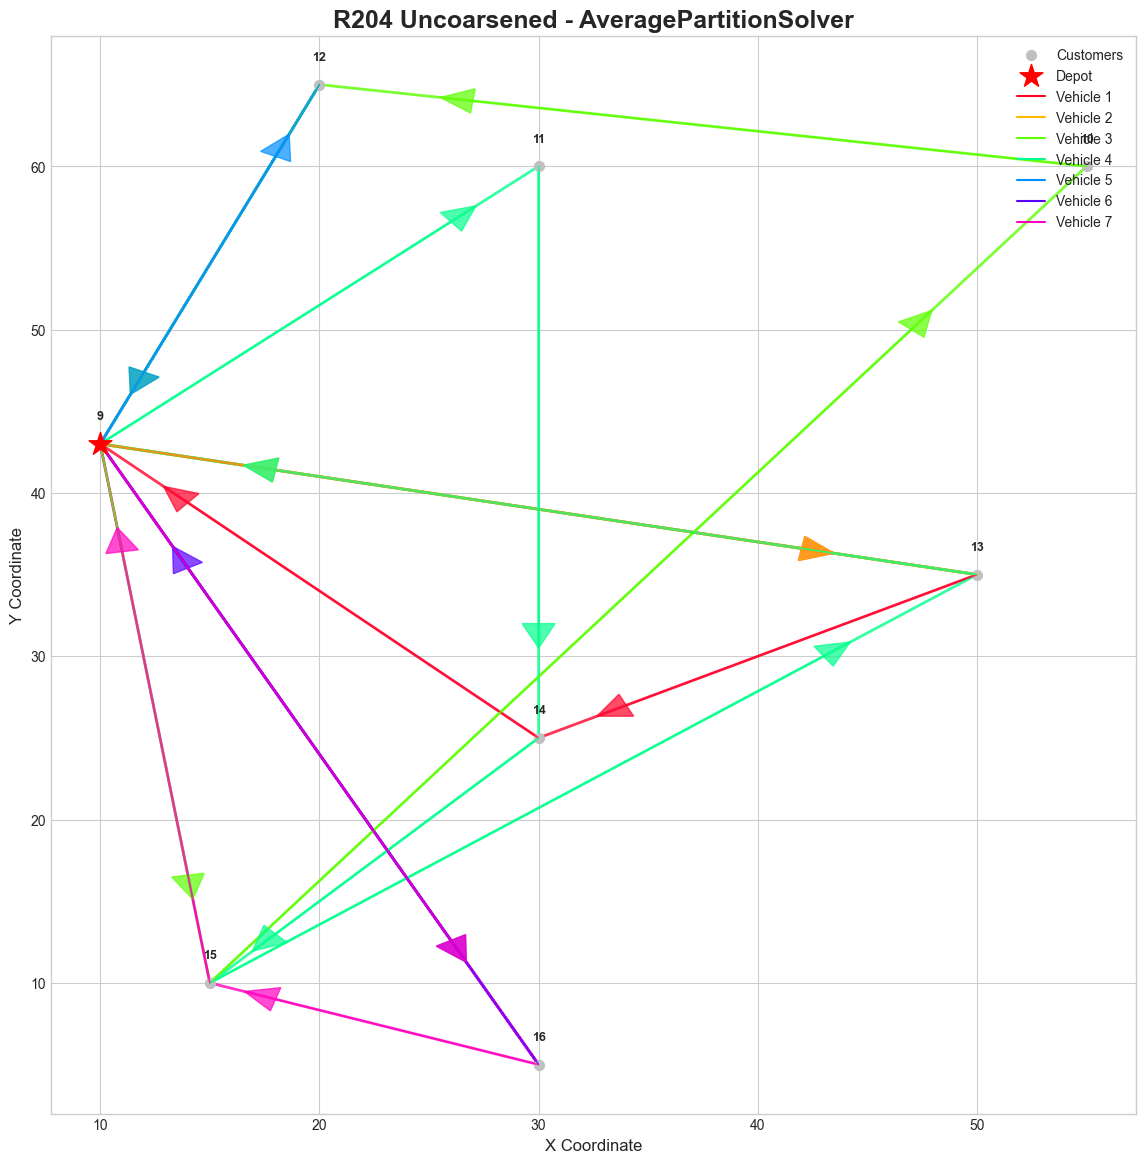 R204 Uncoarsened - AveragePartitionSolver
Customers
Depot
Vehicle 1
Vehicle 2
Vehicle 3
Vehicle 4
Vehicle 5
Vehicle 6
Vehicle 7
12
11
10
9
13
14
15
16
60
50
40
30
20
10
Y Coordinate
10
20
30
40
50
X Coordinate